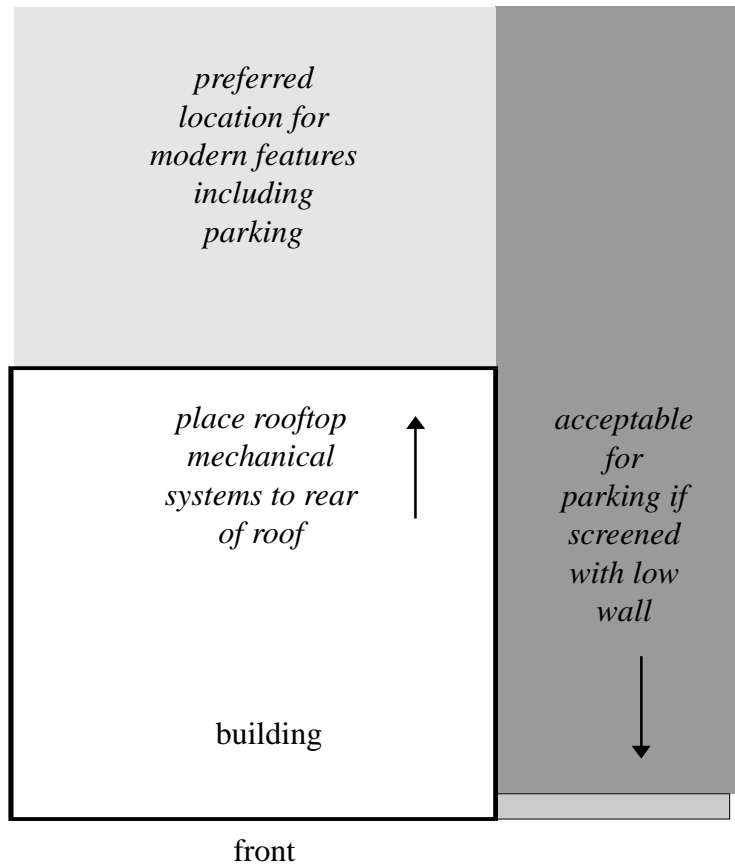 preferred
location for
modern features
including
parking
place rooftop
mechanical
systems to rear
of roof
acceptable
for
parking if
screened
with low
wall
building
front